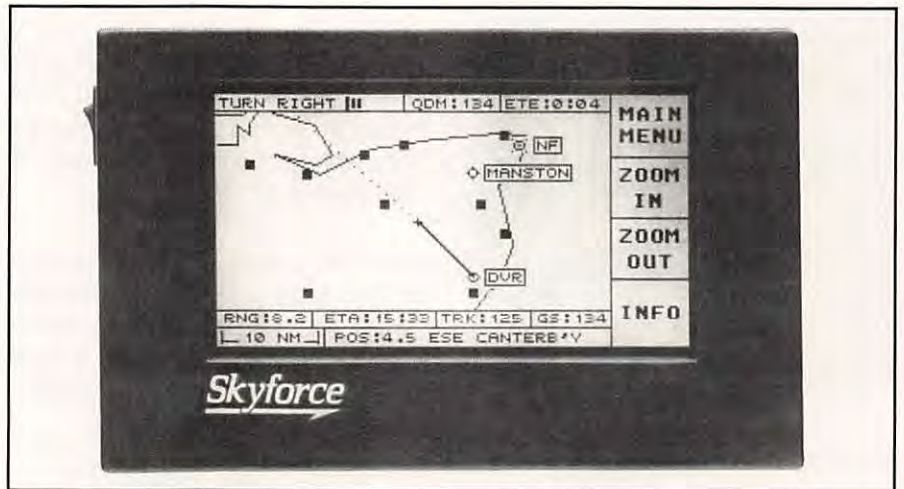 TURN RIGHT QDM:134 ETE:0:04
MAIN
MENU
NF
MANSTON
ZOOM
IN
ZOOM
OUT
DVR
INFO
RNG:8.2 ETA:15:33 TRK:125 GS:134
10 NM POS:4.5 ESE CANTERB'Y
Skyforce